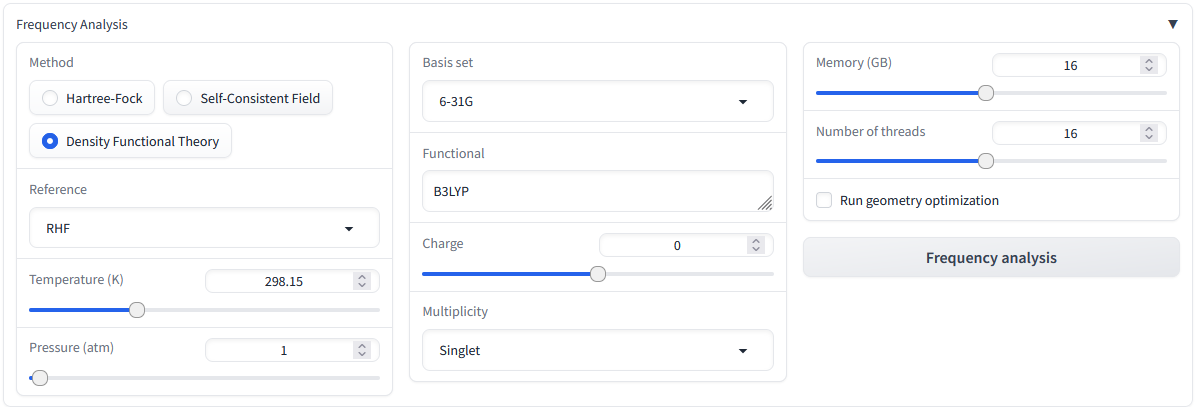 Frequency Analysis ▼
Method
Hartree-Fock
Self-Consistent Field
Density Functional Theory
Reference
RHF
Temperature (K)
298.15
Pressure (atm)
1
Basis set
6-31G
Functional
B3LYP
Charge
0
Multiplicity
Singlet
Memory (GB)
16
Number of threads
16
Run geometry optimization
Frequency analysis